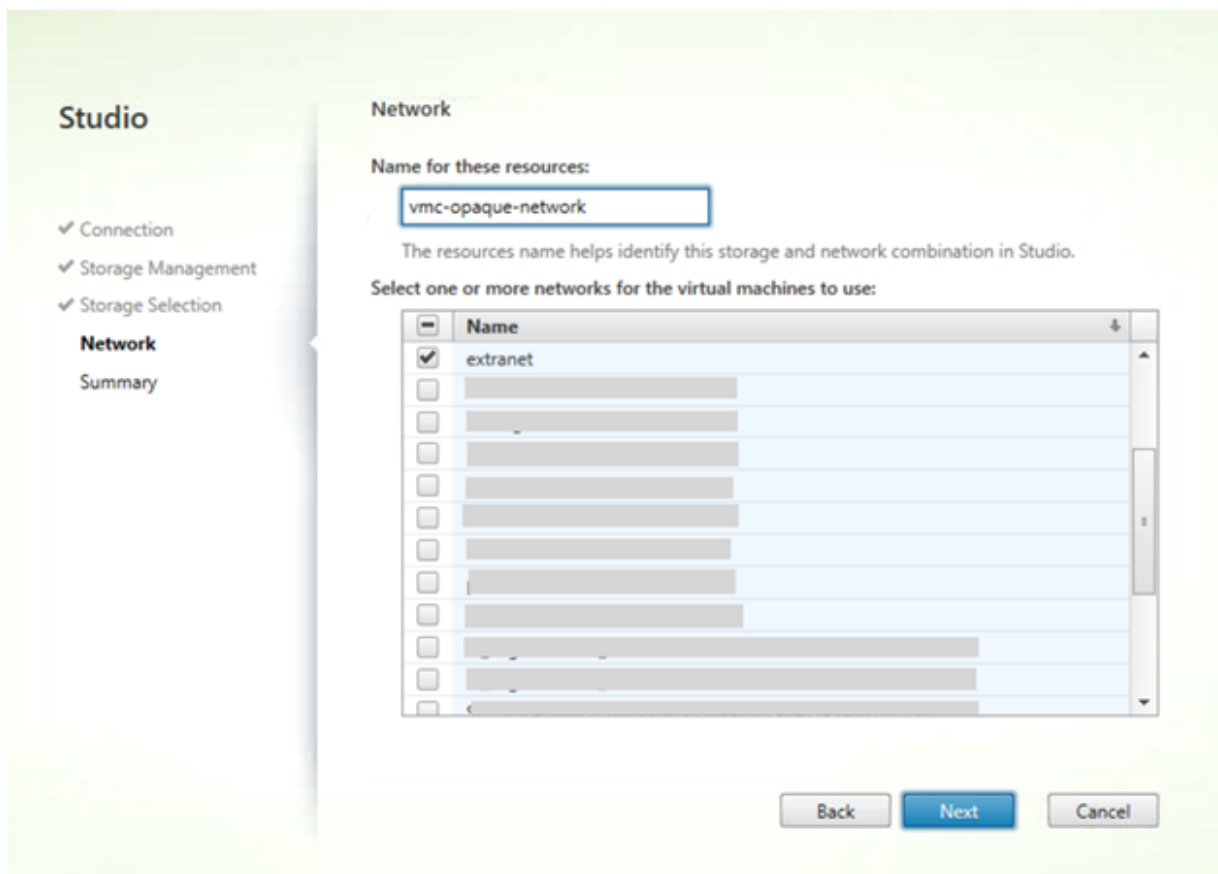 Studio
Connection
Storage Management
Storage Selection
Network
Summary
Network
Name for these resources:
vmc-opaque-network
The resources name helps identify this storage and network combination in Studio.
Select one or more networks for the virtual machines to use:
Name
extranet
Back Next Cancel